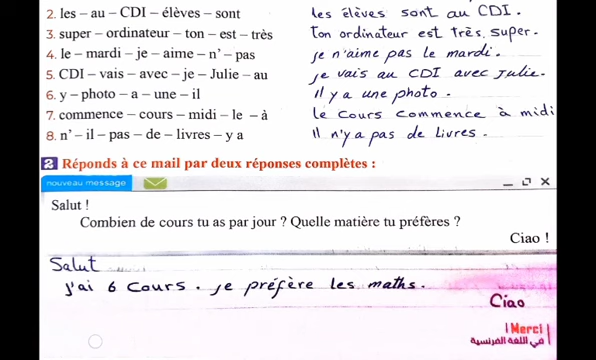 2. les – au – CDI – élèves – sont les élèves sont au CDI.
3. super – ordinateur – ton – est – très Ton ordinateur est très super.
4. le – mardi – je – aime – n' – pas je n'aime pas le mardi.
5. CDI – vais – avec – je – Julie – au je vais au CDI avec Julie.
6. y – photo – a – une – il il y a une photo.
7. commence – cours – midi – le – à le cours commence à midi
8. n' – il – pas – de – livres – y a il n'y a pas de livres.
2 Réponds à ce mail par deux réponses complètes :
nouveau message
Salut !
Combien de cours tu as par jour ? Quelle matière tu préfères ?
Ciao !
Salut
j'ai 6 cours. je préfère les maths.
Ciao
Merci
في اللغة الفرنسية